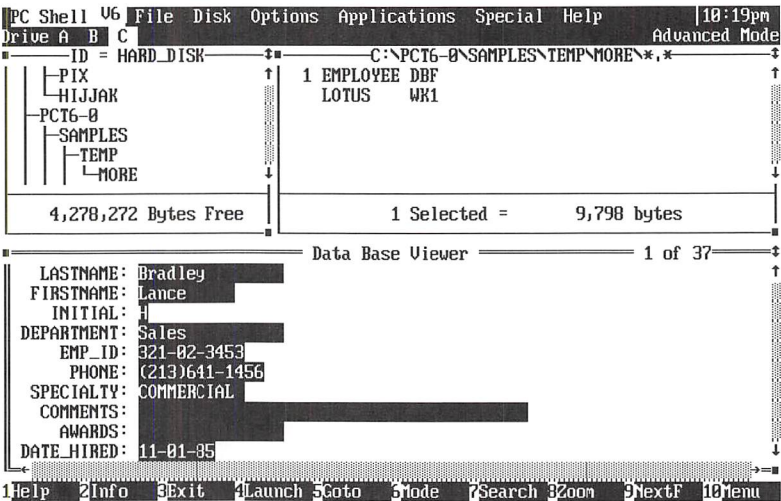 PC Shell V6 File Disk Options Applications Special Help 10:19pm
Drive A B C Advanced Mode
ID = HARD_DISK
PIX
HIJJAK
PCT6-0
SAMPLES
TEMP
MORE
4,278,272 Bytes Free
C:\PCT6-0\SAMPLES\TEMP\MORE\*.*
1 EMPLOYEE DBF
LOTUS WK1
1 Selected = 9,798 bytes
Data Base Viewer 1 of 37
LASTNAME: Bradley
FIRSTNAME: Lance
INITIAL: H
DEPARTMENT: Sales
EMP_ID: 321-02-3453
PHONE: (213)641-1456
SPECIALTY: COMMERCIAL
COMMENTS:
AWARDS:
DATE_HIRED: 11-01-85
1Help 2Info 3Exit 4Launch 5Goto 6Mode 7Search 8Zoom 9NextF 10Menu